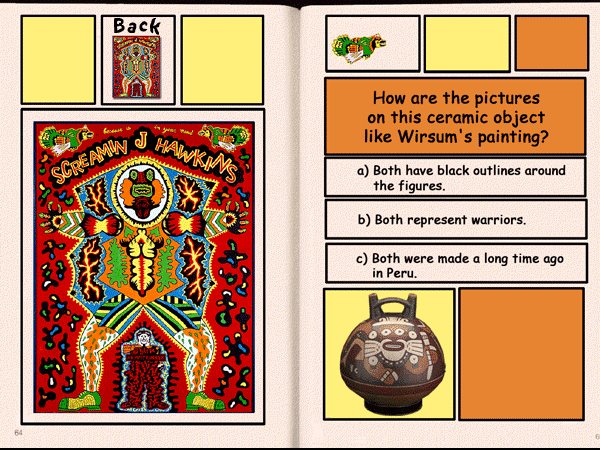 Back
SCREAMIN J HAWKINS
64
How are the pictures
on this ceramic object
like Wirsum's painting?
a) Both have black outlines around
the figures.
b) Both represent warriors.
c) Both were made a long time ago
in Peru.